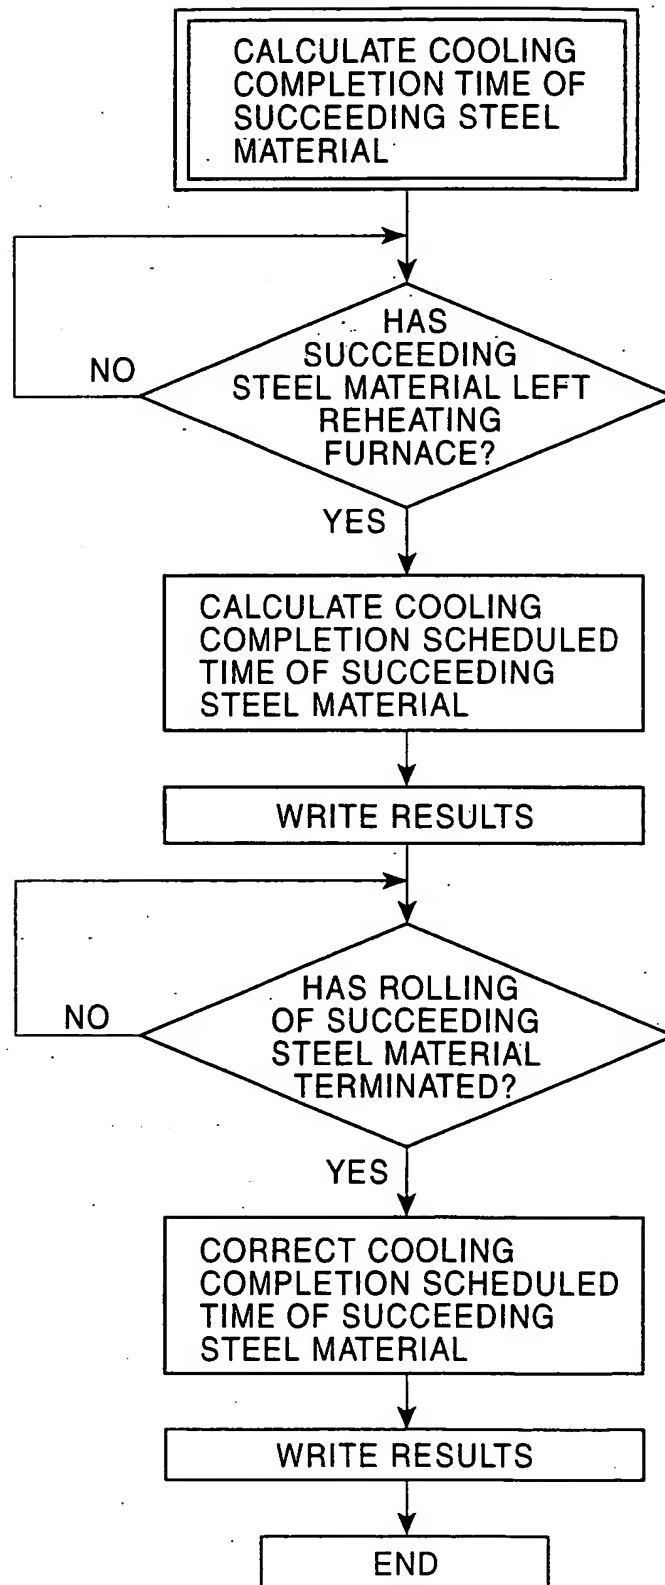 CALCULATE COOLING
COMPLETION TIME OF
SUCCEEDING STEEL
MATERIAL
HAS
SUCCEEDING
STEEL MATERIAL LEFT
REHEATING
FURNACE?
NO
YES
CALCULATE COOLING
COMPLETION SCHEDULED
TIME OF SUCCEEDING
STEEL MATERIAL
WRITE RESULTS
HAS ROLLING
OF SUCCEEDING
STEEL MATERIAL
TERMINATED?
NO
YES
CORRECT COOLING
COMPLETION SCHEDULED
TIME OF SUCCEEDING
STEEL MATERIAL
WRITE RESULTS
END